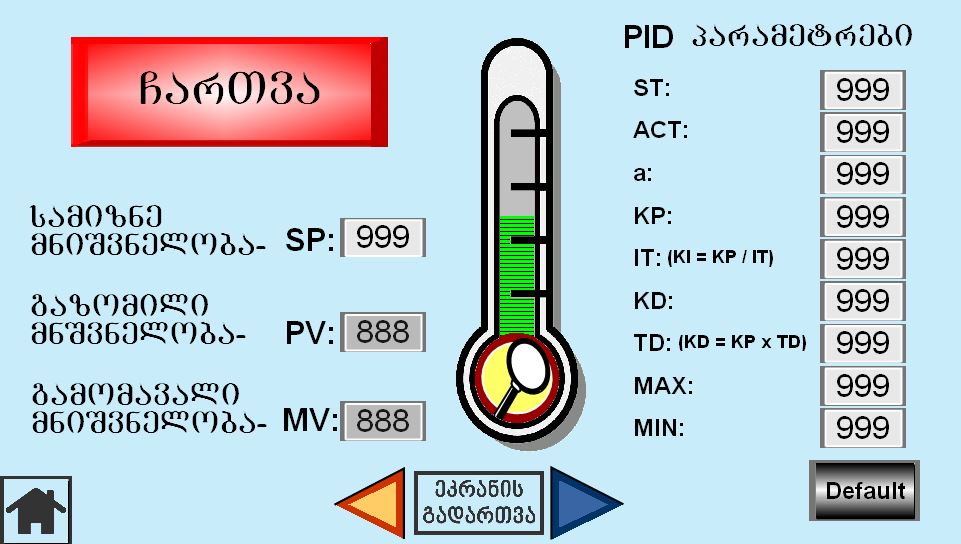 ჩართვა
სამიზნე
მნიშვნელობა- SP: 999
გაზომილი
მნშვნელობა- PV: 888
გამომავალი
მნიშვნელობა- MV: 888
PID პარამეტრები
ST: 999
ACT: 999
a: 999
KP: 999
IT: (KI = KP / IT) 999
KD: 999
TD: (KD = KP x TD) 999
MAX: 999
MIN: 999
ეკრანის
გადართვა
Default